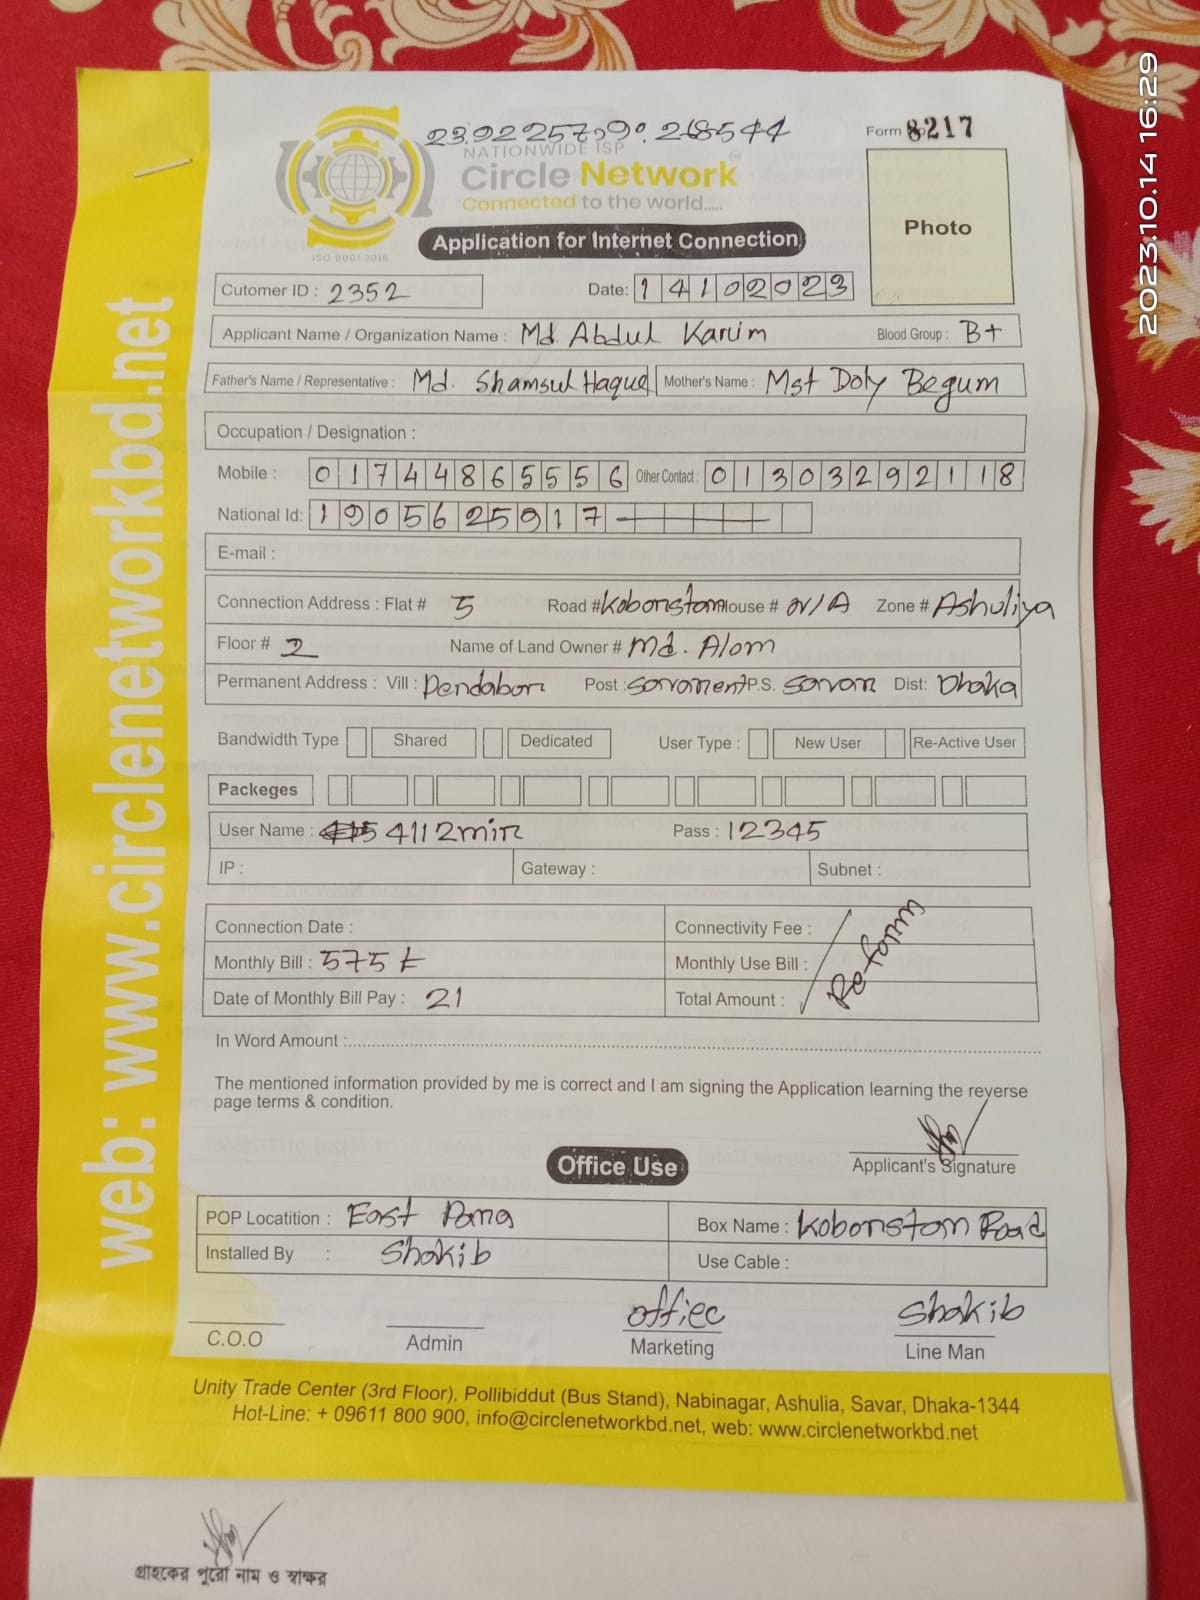 Form 8217
NATIONWIDE ISP
Circle Network
Connected to the world.....
ISO 9001:2015
Application for Internet Connection
Photo
Cutomer ID : 2352 Date: 14102023
Applicant Name / Organization Name : Md. Abdul Karim Blood Group : B+
Father's Name / Representative : Md. Shamsul Haque Mother's Name : Mst Doly Begum
Occupation / Designation :
Mobile : 01744865556 Other Contact : 01303292118
National Id: 1905625917
E-mail :
Connection Address : Flat # 5 Road # Kobonstam House # N/A Zone # Ashuliya
Floor # 2 Name of Land Owner # Md. Alom
Permanent Address : Vill : Dendabor Post : P.S. Savar Dist: Dhaka
Bandwidth Type Shared Dedicated User Type : New User Re-Active User
Packeges
User Name : 4112min Pass : 12345
IP : Gateway : Subnet :
Connection Date : Connectivity Fee :
Monthly Bill : 575 t Monthly Use Bill :
Date of Monthly Bill Pay : 21 Total Amount :
Reform
In Word Amount :
The mentioned information provided by me is correct and I am signing the Application learning the reverse
page terms & condition.
Applicant's Signature
Office Use
POP Locatition : East Para Box Name : Kobonstan Road
Installed By : Shakib Use Cable :
offiec Shakib
C.O.O Admin Marketing Line Man
Unity Trade Center (3rd Floor), Pollibiddut (Bus Stand), Nabinagar, Ashulia, Savar, Dhaka-1344
Hot-Line: + 09611 800 900, info@circlenetworkbd.net, web: www.circlenetworkbd.net
web: www.circlenetworkbd.net
গ্রাহকের পুরো নাম ও স্বাক্ষর
2023.10.14 16:29